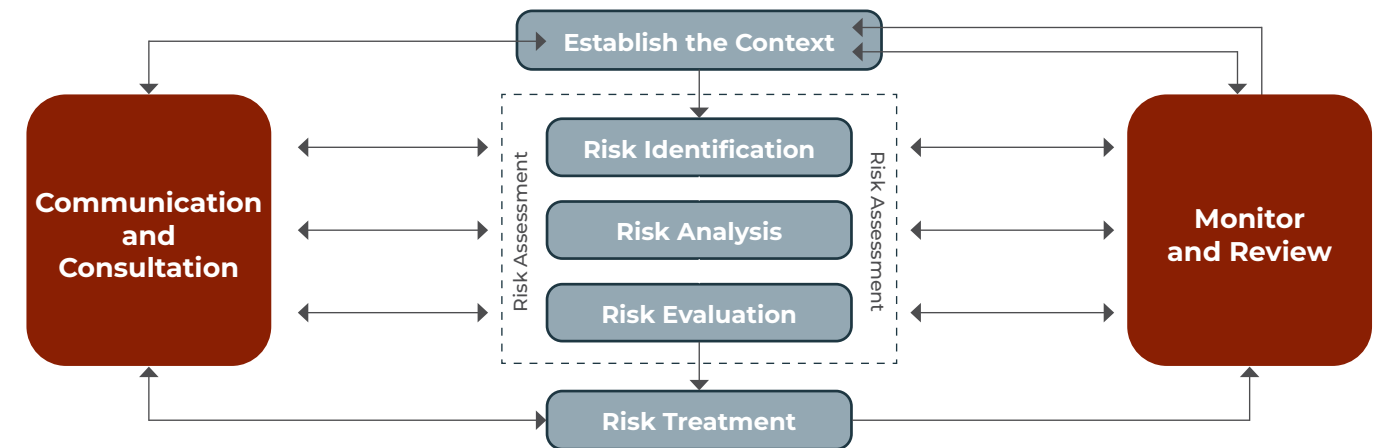 Establish the Context
Communication
and
Consultation
Risk Assessment
Risk Identification
Risk Analysis
Risk Evaluation
Risk Assessment
Monitor
and Review
Risk Treatment